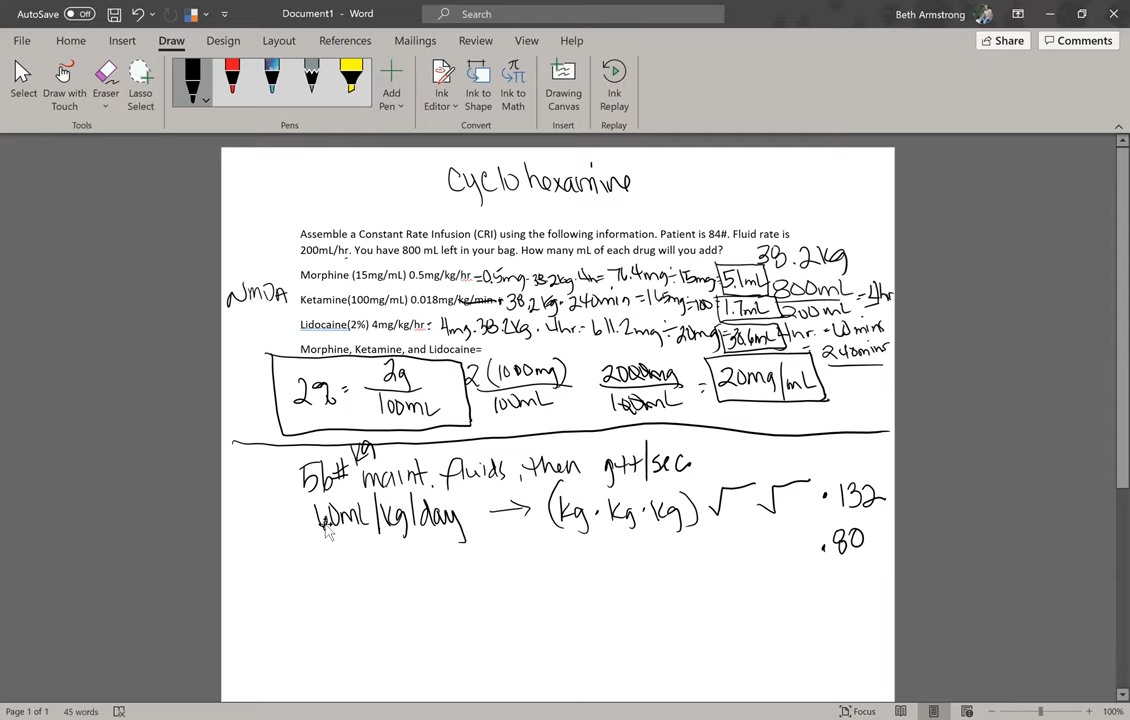 AutoSave Off Document1 - Word Search Beth Armstrong
File Home Insert Draw Design Layout References Mailings Review View Help Share Comments
Select Draw with Touch Eraser Lasso Select Add Pen Ink Editor Ink to Shape Ink to Math Drawing Canvas Ink Replay
Tools Pens Convert Insert Replay
Cyclohexamine
Assemble a Constant Rate Infusion (CRI) using the following information. Patient is 84#. Fluid rate is
200mL/hr. You have 800 mL left in your bag. How many mL of each drug will you add?
38.2kg
Morphine (15mg/mL) 0.5mg/kg/hr =0.5mg·38.2kg·4hr= 76.4mg÷15mg= 5.1mL
800mL
200mL = 4hr
NMDA
Ketamine(100mg/mL) 0.018mg/kg/min · 38.2kg·240min =165mg÷100= 1.7mL
Lidocaine(2%) 4mg/kg/hr = 4mg·38.2kg·4hr= 611.2mg÷20mg= 30.6mL
4hr · 60mins
= 240mins
Morphine, Ketamine, and Lidocaine=
2% = 2g/100mL 2(1000mg)/100mL 2000mg/100mL = 20mg/mL
56# kg maint. fluids, then gtt/sec
60mL/kg/day → (kg·kg·kg) √ √ ·132
·80
Page 1 of 1 45 words Focus 100%